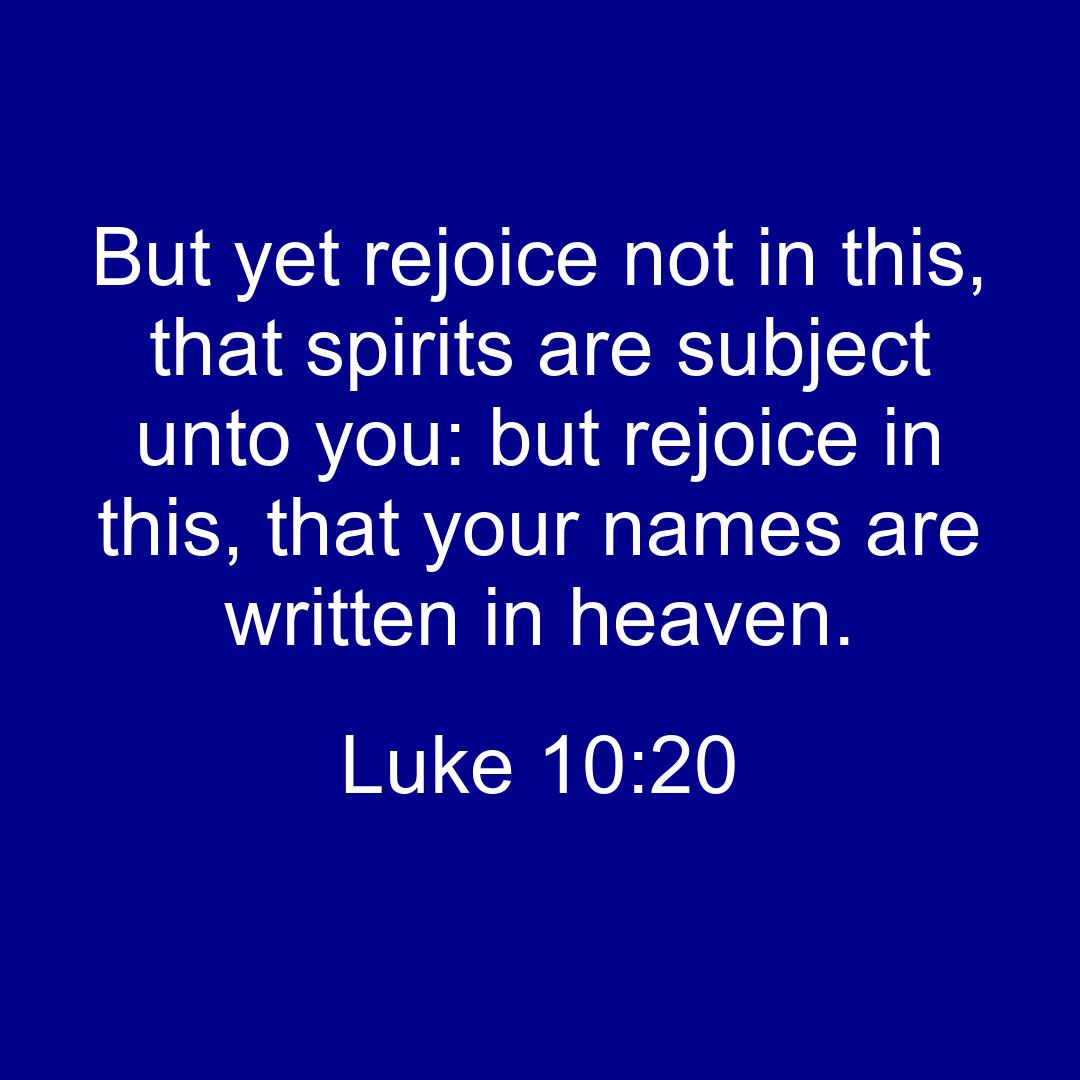 But yet rejoice not in this,
that spirits are subject
unto you: but rejoice in
this, that your names are
written in heaven.
Luke 10:20